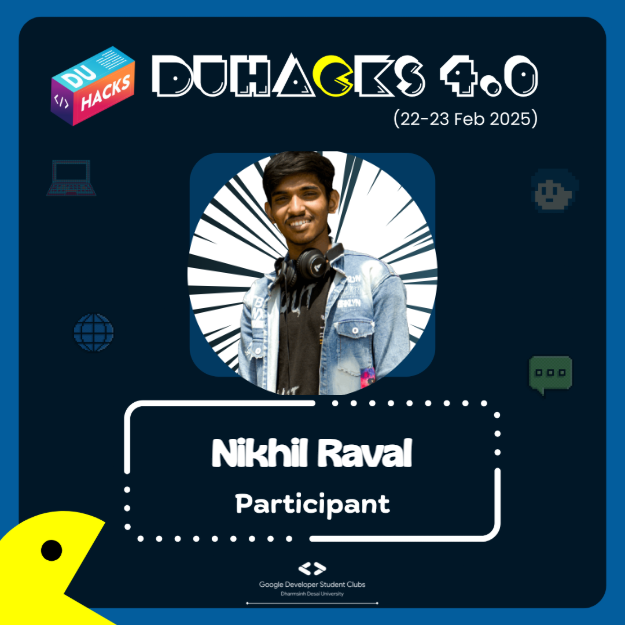 DU
HACKS
</>
DUHACKS 4.0
(22-23 Feb 2025)
Nikhil Raval
Participant
Google Developer Student Clubs
Dharmsinh Desai University